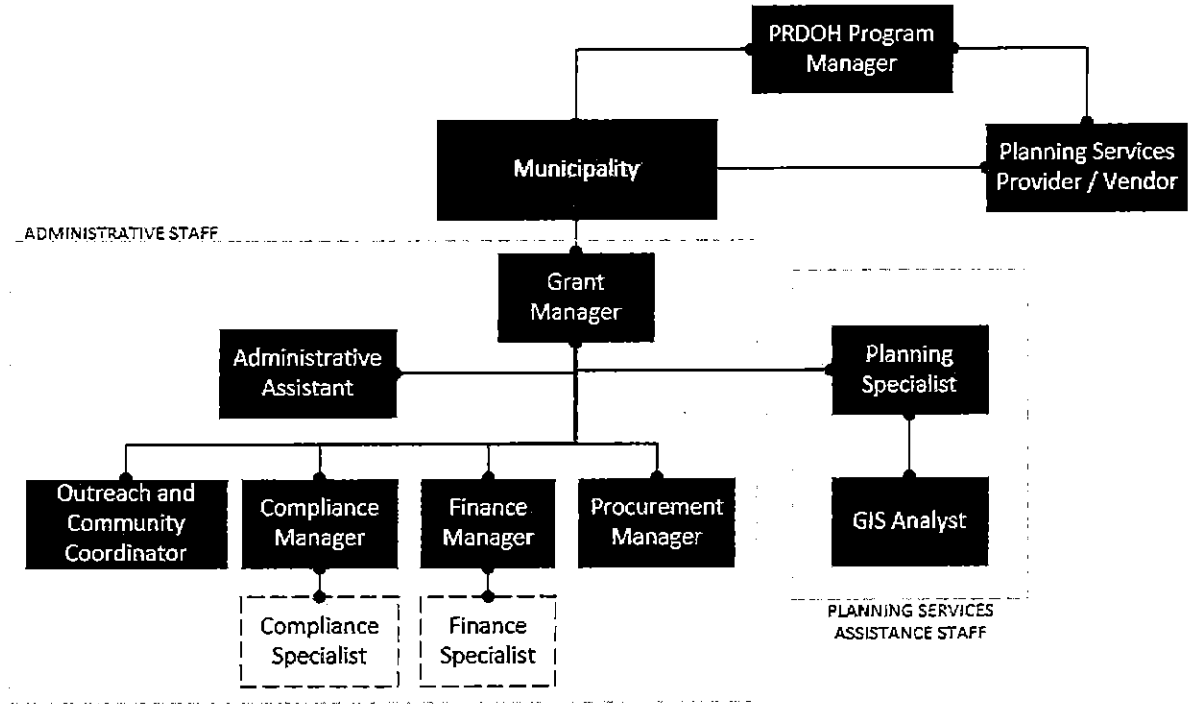 PRDOH Program
Manager
Municipality
Planning Services
Provider / Vendor
ADMINISTRATIVE STAFF
Grant
Manager
Administrative
Assistant
Planning
Specialist
Outreach and
Community
Coordinator
Compliance
Manager
Finance
Manager
Procurement
Manager
GIS Analyst
Compliance
Specialist
Finance
Specialist
PLANNING SERVICES
ASSISTANCE STAFF